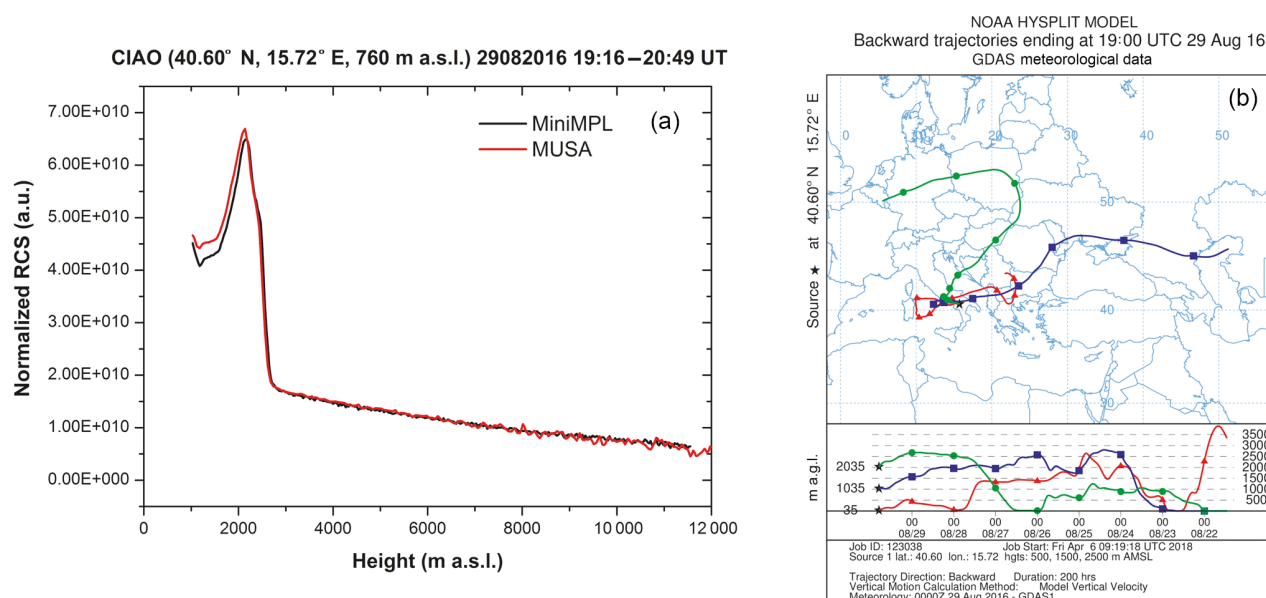 CIAO (40.60° N, 15.72° E, 760 m a.s.l.) 29082016 19:16–20:49 UT
7.00E+010
6.00E+010
5.00E+010
4.00E+010
3.00E+010
2.00E+010
1.00E+010
0.00E+000
Normalized RCS (a.u.)
MiniMPL
MUSA
(a)
0 2000 4000 6000 8000 10 000 12 000
Height (m a.s.l.)
NOAA HYSPLIT MODEL
Backward trajectories ending at 19:00 UTC 29 Aug 16
GDAS meteorological data
(b)
Source ★ at 40.60° N 15.72° E
0 10 20 30 40 50
50
40
30
m a.g.l.
2035
1035
35
3500
3000
2500
2000
1500
1000
500
00 00 00 00 00 00 00 00
08/29 08/28 08/27 08/26 08/25 08/24 08/23 08/22
Job ID: 123038 Job Start: Fri Apr 6 09:19:18 UTC 2018
Source 1 lat.: 40.60 lon.: 15.72 hgts: 500, 1500, 2500 m AMSL
Trajectory Direction: Backward Duration: 200 hrs
Vertical Motion Calculation Method: Model Vertical Velocity
Meteorology: 0000Z 29 Aug 2016 - GDAS1